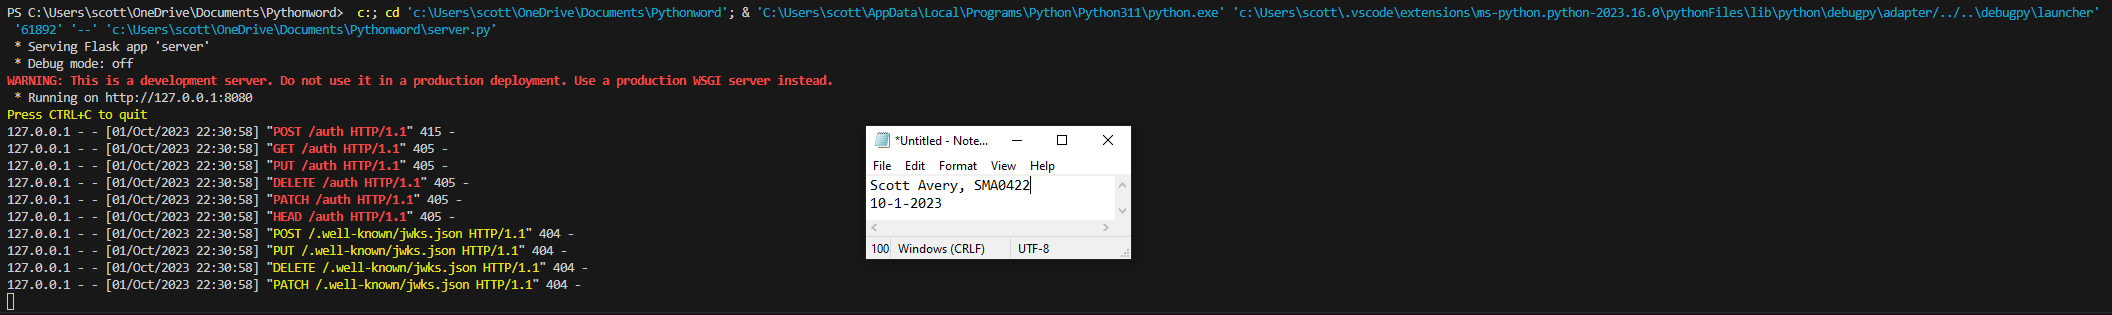 PS C:\Users\scott\OneDrive\Documents\Pythonword>  c:; cd 'c:\Users\scott\OneDrive\Documents\Pythonword'; & 'C:\Users\scott\AppData\Local\Programs\Python\Python311\python.exe' 'c:\Users\scott\.vscode\extensions\ms-python.python-2023.16.0\pythonFiles\lib\python\debugpy\adapter/../..\debugpy\launcher'
'61892' '--' 'c:\Users\scott\OneDrive\Documents\Pythonword\server.py'
* Serving Flask app 'server'
* Debug mode: off
WARNING: This is a development server. Do not use it in a production deployment. Use a production WSGI server instead.
* Running on http://127.0.0.1:8080
Press CTRL+C to quit
127.0.0.1 - - [01/Oct/2023 22:30:58] "POST /auth HTTP/1.1" 415 -
127.0.0.1 - - [01/Oct/2023 22:30:58] "GET /auth HTTP/1.1" 405 -
127.0.0.1 - - [01/Oct/2023 22:30:58] "PUT /auth HTTP/1.1" 405 -
127.0.0.1 - - [01/Oct/2023 22:30:58] "DELETE /auth HTTP/1.1" 405 -
127.0.0.1 - - [01/Oct/2023 22:30:58] "PATCH /auth HTTP/1.1" 405 -
127.0.0.1 - - [01/Oct/2023 22:30:58] "HEAD /auth HTTP/1.1" 405 -
127.0.0.1 - - [01/Oct/2023 22:30:58] "POST /.well-known/jwks.json HTTP/1.1" 404 -
127.0.0.1 - - [01/Oct/2023 22:30:58] "PUT /.well-known/jwks.json HTTP/1.1" 404 -
127.0.0.1 - - [01/Oct/2023 22:30:58] "DELETE /.well-known/jwks.json HTTP/1.1" 404 -
127.0.0.1 - - [01/Oct/2023 22:30:58] "PATCH /.well-known/jwks.json HTTP/1.1" 404 -
*Untitled - Note...
File Edit Format View Help
Scott Avery, SMA0422
10-1-2023
100 Windows (CRLF) UTF-8